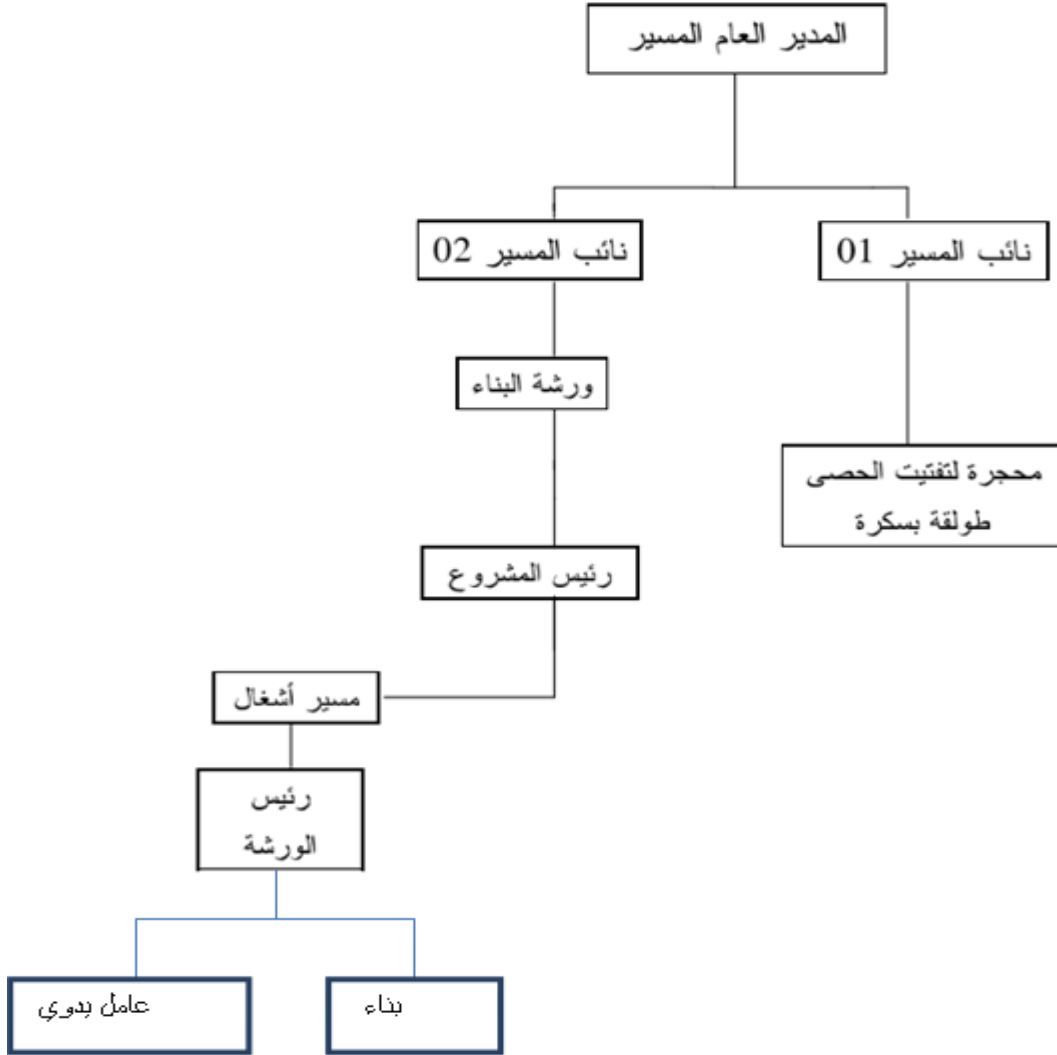 المدير العام المسير
نائب المسير 01
نائب المسير 02
ورشة البناء
محجرة لتفتيت الحصى
طولقة بسكرة
رئيس المشروع
مسير أشغال
رئيس
الورشة
بناء
عامل يدوي